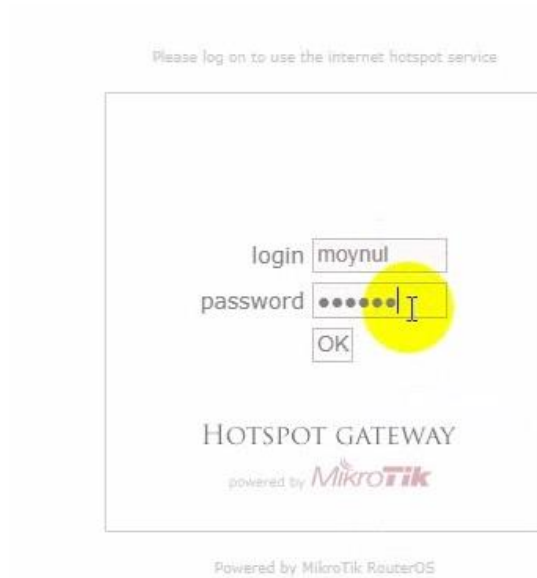 Please log on to use the internet hotspot service
login moynul
password ●●●●●●
OK
HOTSPOT GATEWAY
powered by MikroTik
Powered by MikroTik RouterOS